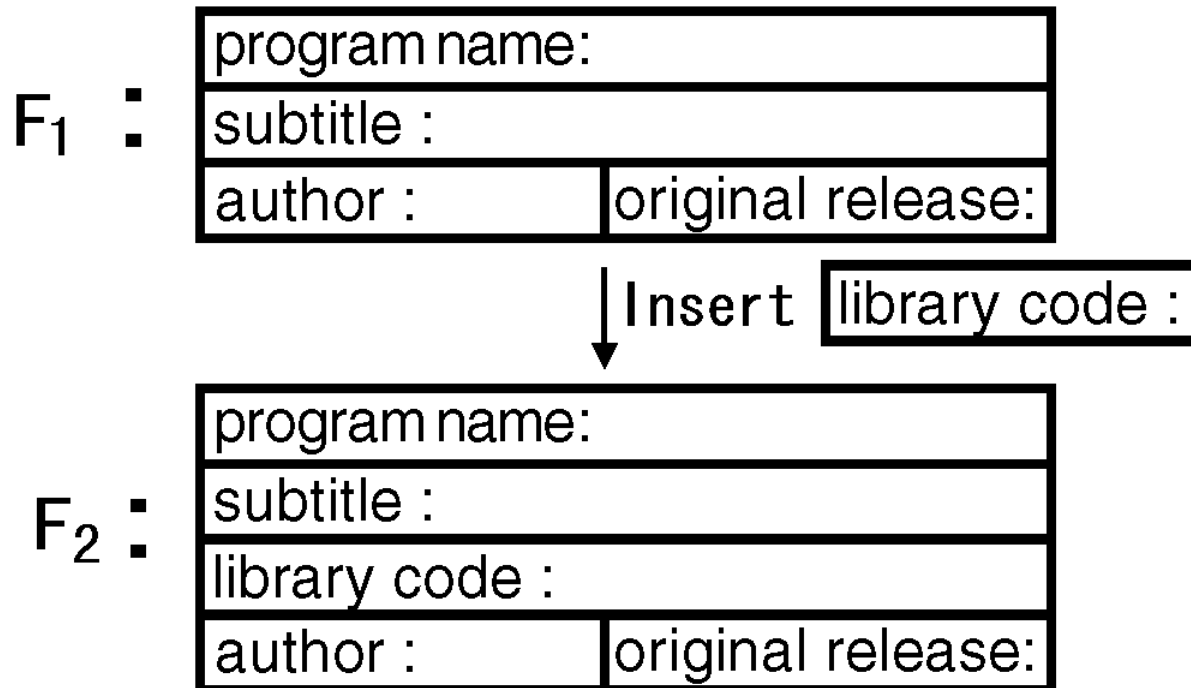 program name:
F1 :
subtitle :
author : original release:
Insert library code :
program name:
subtitle :
F2 :
library code :
author : original release: